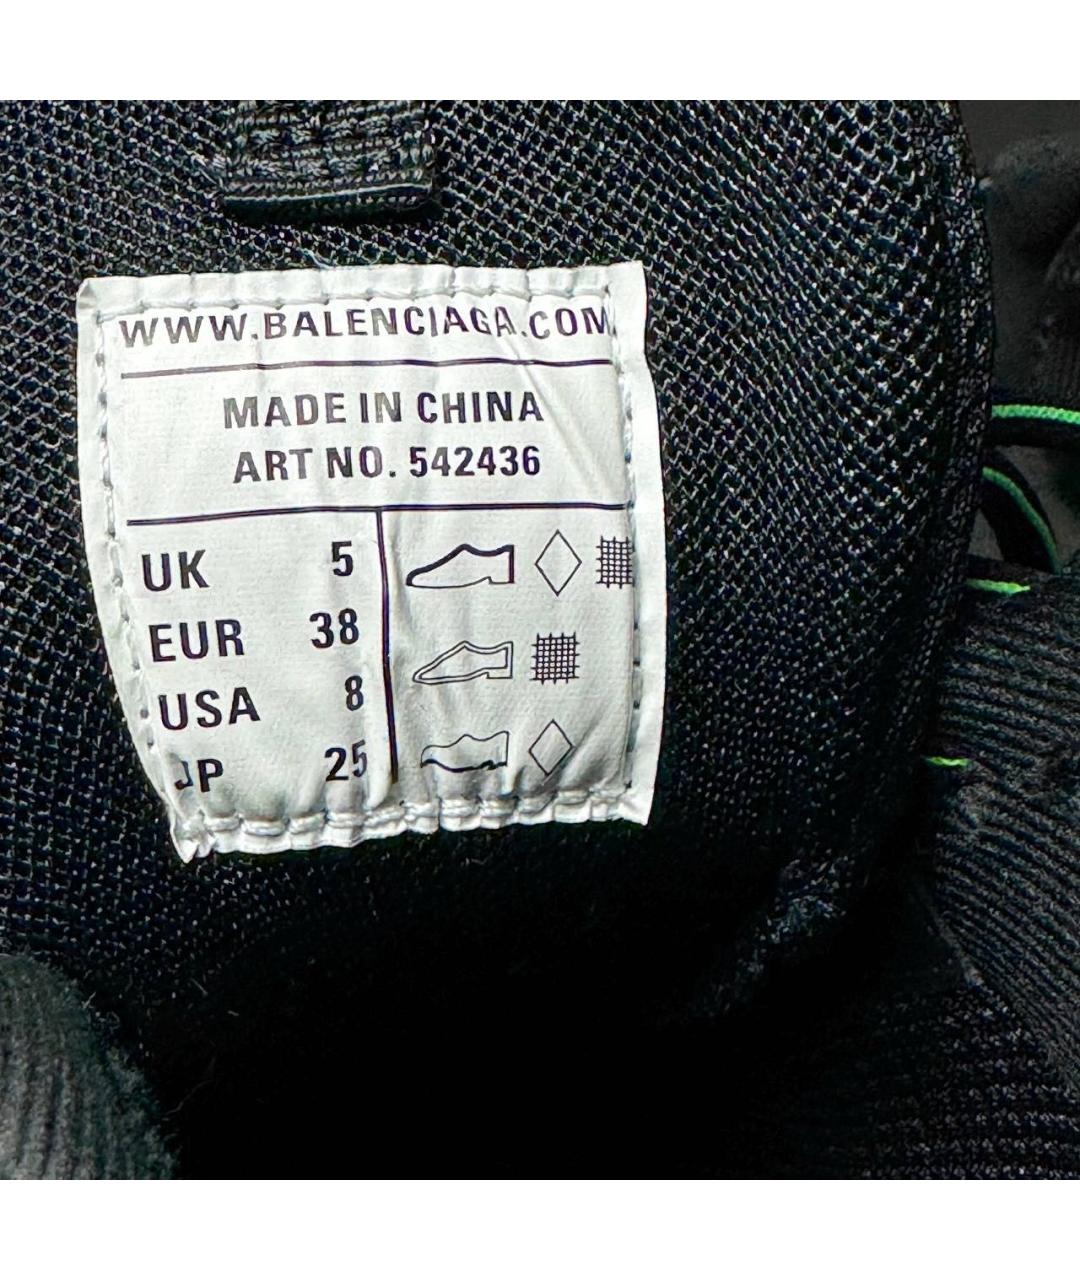 WWW.BALENCIAGA.COM
MADE IN CHINA
ART NO. 542436
UK 5
EUR 38
USA 8
JP 25